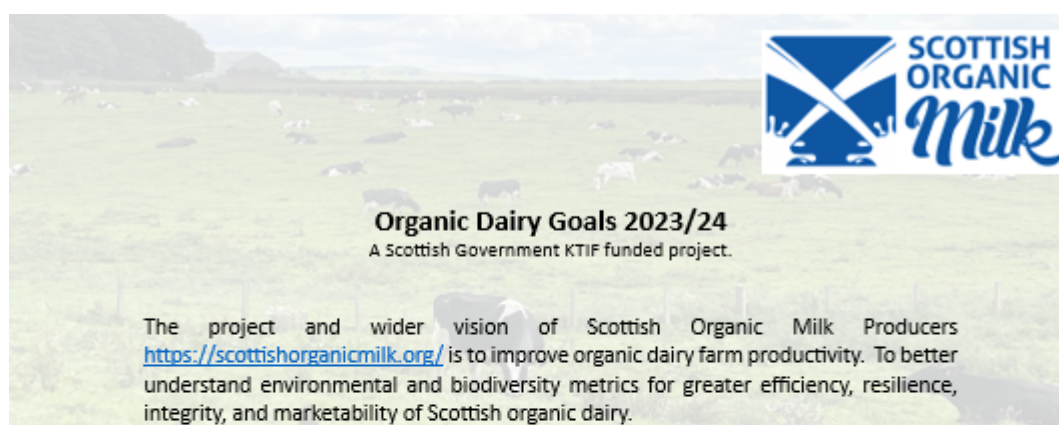 SCOTTISH
ORGANIC
Milk
Organic Dairy Goals 2023/24
A Scottish Government KTIF funded project.
The project and wider vision of Scottish Organic Milk Producers
https://scottishorganicmilk.org/ is to improve organic dairy farm productivity. To better
understand environmental and biodiversity metrics for greater efficiency, resilience,
integrity, and marketability of Scottish organic dairy.